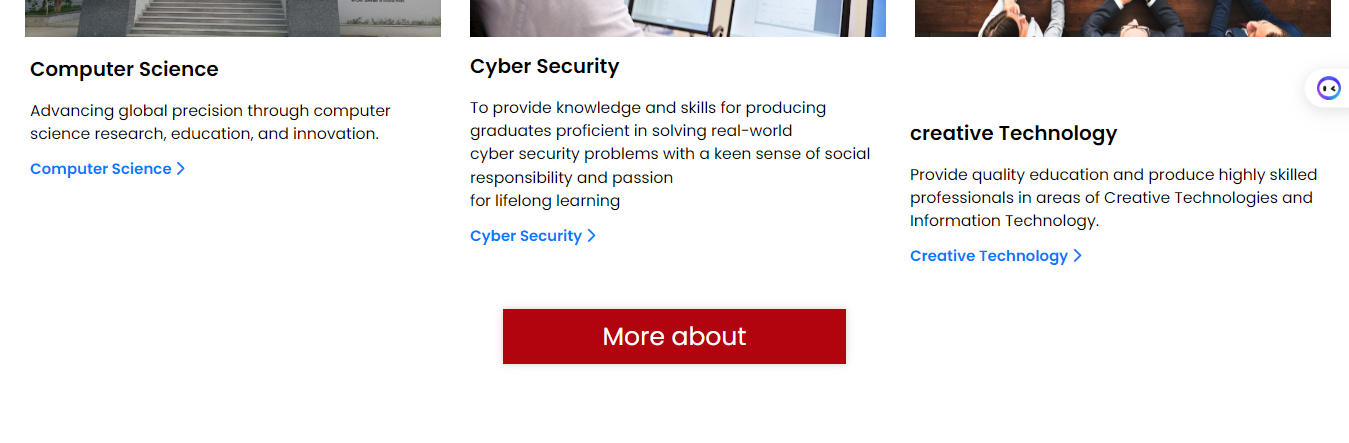 Computer Science
Advancing global precision through computer
science research, education, and innovation.
Computer Science
Cyber Security
To provide knowledge and skills for producing
graduates proficient in solving real-world
cyber security problems with a keen sense of social
responsibility and passion
for lifelong learning
Cyber Security
creative Technology
Provide quality education and produce highly skilled
professionals in areas of Creative Technologies and
Information Technology.
Creative Technology
More about